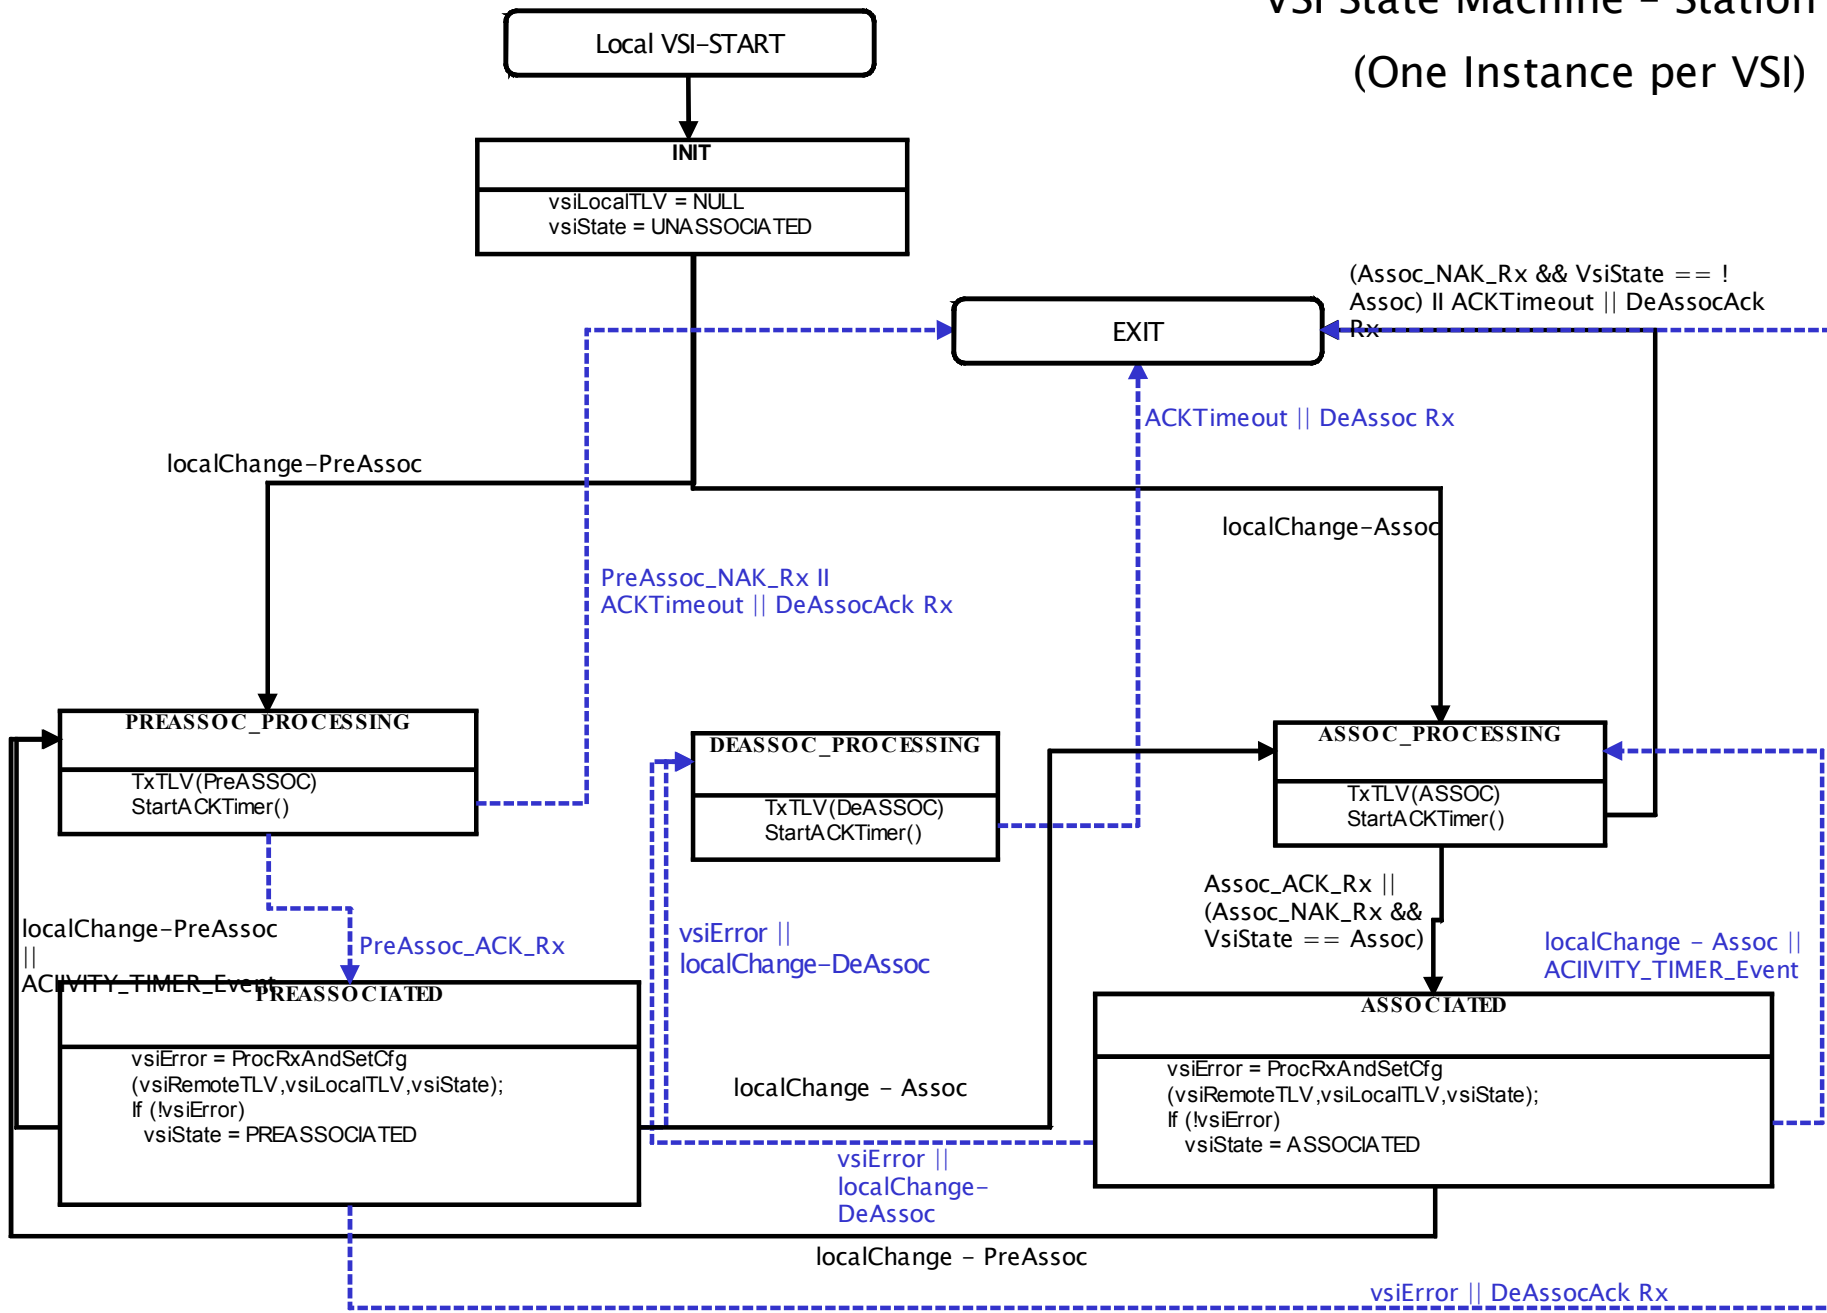 VSI State Machine – Station
(One Instance per VSI)
Local VSI–START
INIT
vsiLocalTLV = NULL
vsiState = UNASSOCIATED
(Assoc_NAK_Rx && VsiState == !
Assoc) II ACKTimeout || DeAssocAck
Rx
EXIT
ACKTimeout || DeAssoc Rx
localChange–PreAssoc
localChange–Assoc
PreAssoc_NAK_Rx II
ACKTimeout || DeAssocAck Rx
PREASSOC_PROCESSING
TxTLV(PreASSOC)
StartACKTimer()
DEASSOC_PROCESSING
TxTLV(DeASSOC)
StartACKTimer()
ASSOC_PROCESSING
TxTLV(ASSOC)
StartACKTimer()
localChange–PreAssoc
||
ACIIVITY_TIMER_Event
PreAssoc_ACK_Rx
vsiError ||
localChange–DeAssoc
Assoc_ACK_Rx ||
(Assoc_NAK_Rx &&
VsiState == Assoc)
localChange – Assoc ||
ACIIVITY_TIMER_Event
PREASSOCIATED
vsiError = ProcRxAndSetCfg
(vsiRemoteTLV,vsiLocalTLV,vsiState);
If (!vsiError)
vsiState = PREASSOCIATED
localChange – Assoc
ASSOCIATED
vsiError = ProcRxAndSetCfg
(vsiRemoteTLV,vsiLocalTLV,vsiState);
If (!vsiError)
vsiState = ASSOCIATED
vsiError ||
localChange–
DeAssoc
localChange – PreAssoc
vsiError || DeAssocAck Rx